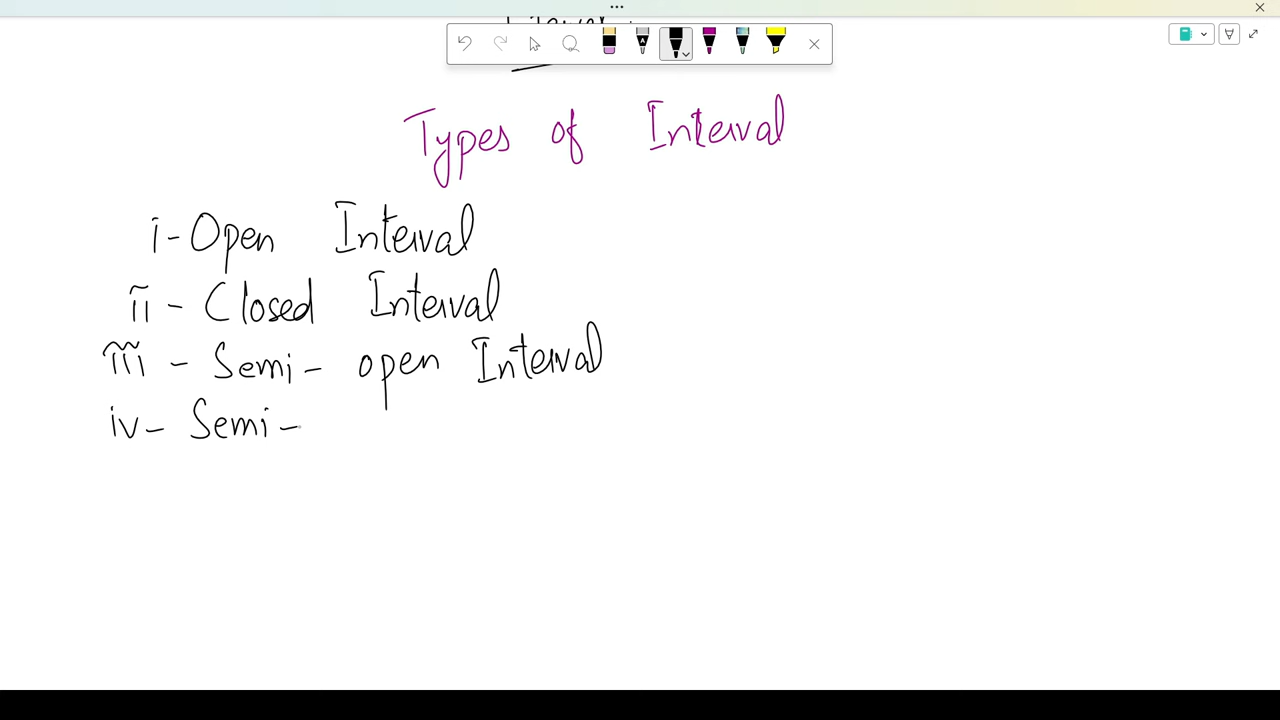 Types of Interval
i - Open Interval
ii - Closed Interval
iii - Semi - open Interval
iv - Semi -